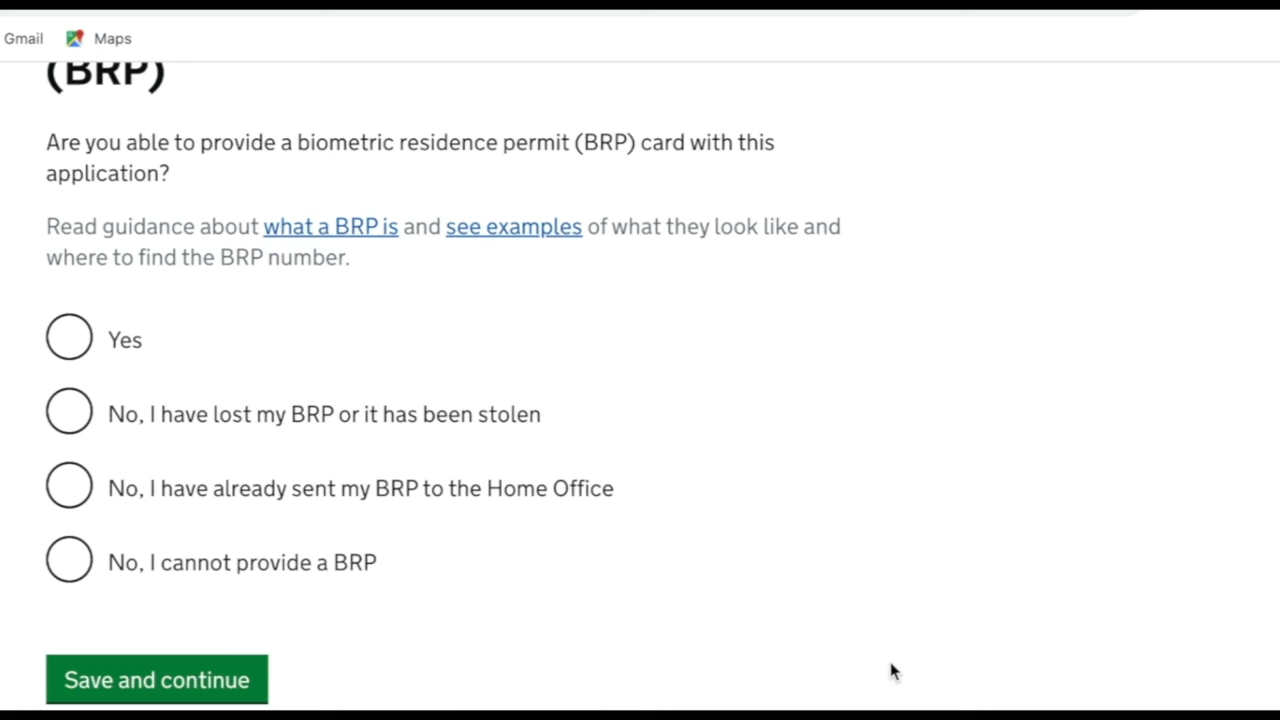 Gmail Maps
(BRP)
Are you able to provide a biometric residence permit (BRP) card with this
application?
Read guidance about what a BRP is and see examples of what they look like and
where to find the BRP number.
Yes
No, I have lost my BRP or it has been stolen
No, I have already sent my BRP to the Home Office
No, I cannot provide a BRP
Save and continue